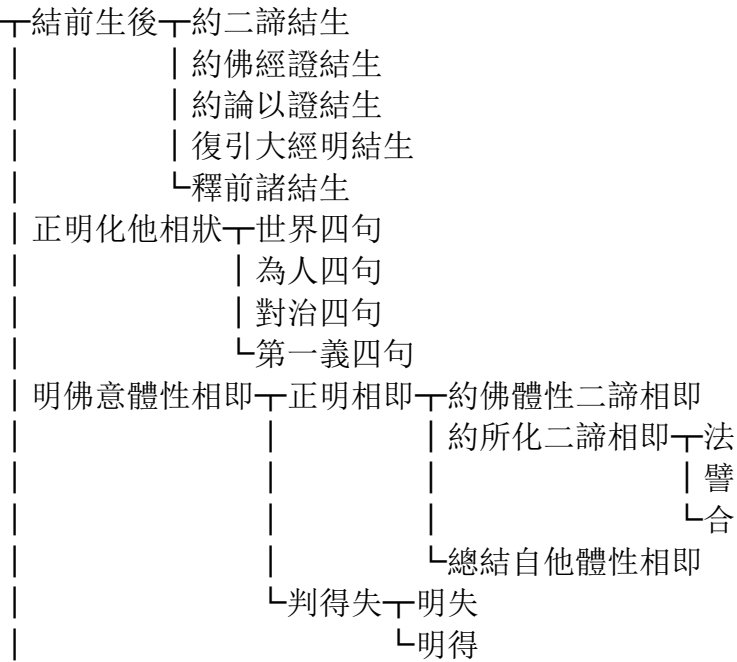 ┬結前生後┬約二諦結生
│　　　　│約佛經證結生
│　　　　│約論以證結生
│　　　　│復引大經明結生
│　　　　└釋前諸結生
│正明化他相狀┬世界四句
│　　　　　　│為人四句
│　　　　　　│對治四句
│　　　　　　└第一義四句
│明佛意體性相即┬正明相即┬約佛體性二諦相即
│　　　　　　　│　　　　│約所化二諦相即┬法
│　　　　　　　│　　　　│　　　　　　　│譬
│　　　　　　　│　　　　│　　　　　　　└合
│　　　　　　　│　　　　└總結自他體性相即
│　　　　　　　└判得失┬明失
│　　　　　　　　　　　└明得